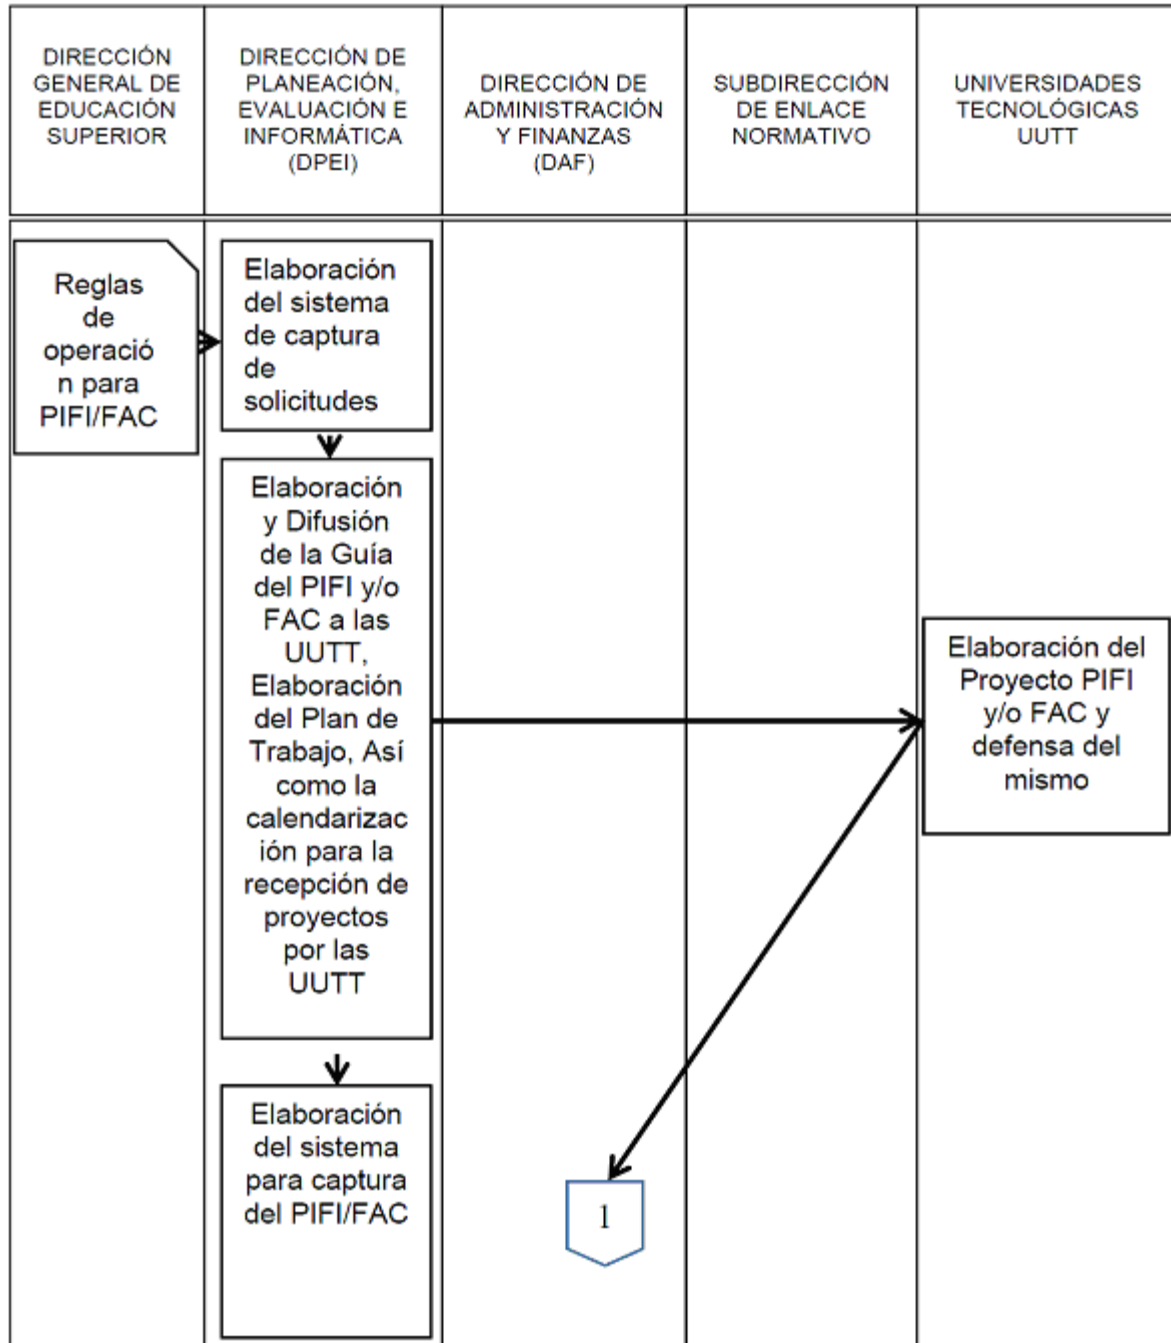 DIRECCIÓN
GENERAL DE
EDUCACIÓN
SUPERIOR
DIRECCIÓN DE
PLANEACIÓN,
EVALUACIÓN E
INFORMÁTICA
(DPEI)
DIRECCIÓN DE
ADMINISTRACIÓN
Y FINANZAS
(DAF)
SUBDIRECCIÓN
DE ENLACE
NORMATIVO
UNIVERSIDADES
TECNOLÓGICAS
UUTT
Reglas
de
operació
n para
PIFI/FAC
Elaboración
del sistema
de captura
de
solicitudes
Elaboración
y Difusión
de la Guía
del PIFI y/o
FAC a las
UUTT,
Elaboración
del Plan de
Trabajo, Así
como la
calendarizac
ión para la
recepción de
proyectos
por las
UUTT
Elaboración del
Proyecto PIFI
y/o FAC y
defensa del
mismo
Elaboración
del sistema
para captura
del PIFI/FAC
1